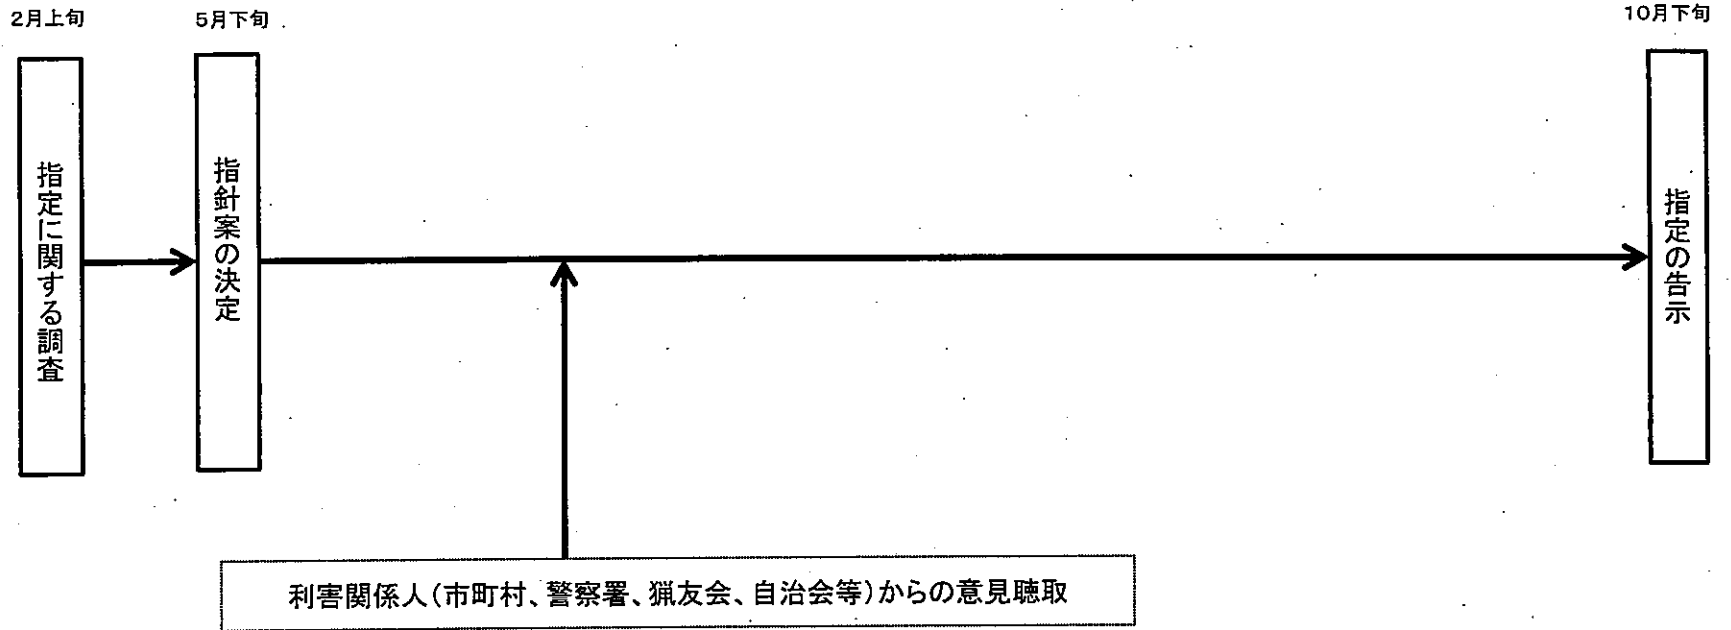 2月上旬
5月下旬
10月下旬
指定に関する調査
指針案の決定
指定の告示
利害関係人(市町村、警察署、猟友会、自治会等)からの意見聴取